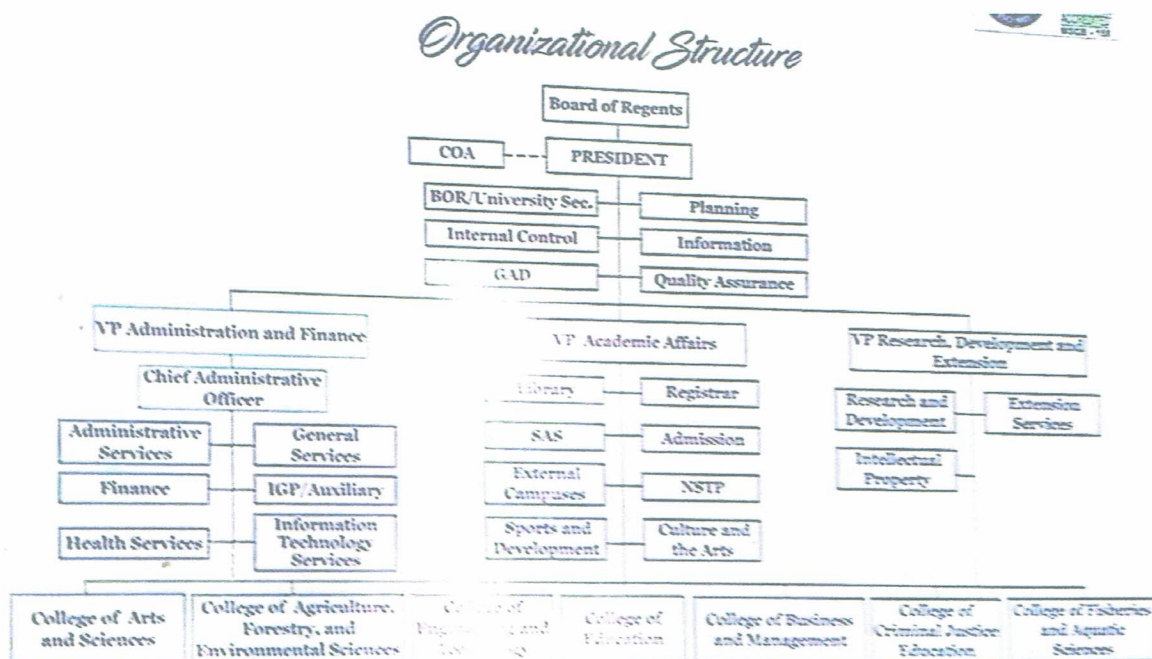 Organizational Structure
ACCREDITED
Board of Regents
COA
PRESIDENT
BOR/University Sec.
Planning
Internal Control
Information
GAD
Quality Assurance
VP Administration and Finance
VP Academic Affairs
VP Research, Development and
Extension
Chief Administrative
Officer
Library
Registrar
Research and
Development
Extension
Services
Administrative
Services
General
Services
SAS
Admission
Intellectual
Property
Finance
IGP/Auxiliary
External
Campuses
NSTP
Health Services
Information
Technology
Services
Sports and
Development
Culture and
the Arts
College of Arts
and Sciences
College of Agriculture,
Forestry, and
Environmental Sciences
College of
and
College of
Education
College of Business
and Management
College of
Criminal Justice
Education
College of Fisheries
and Aquatic
Sciences